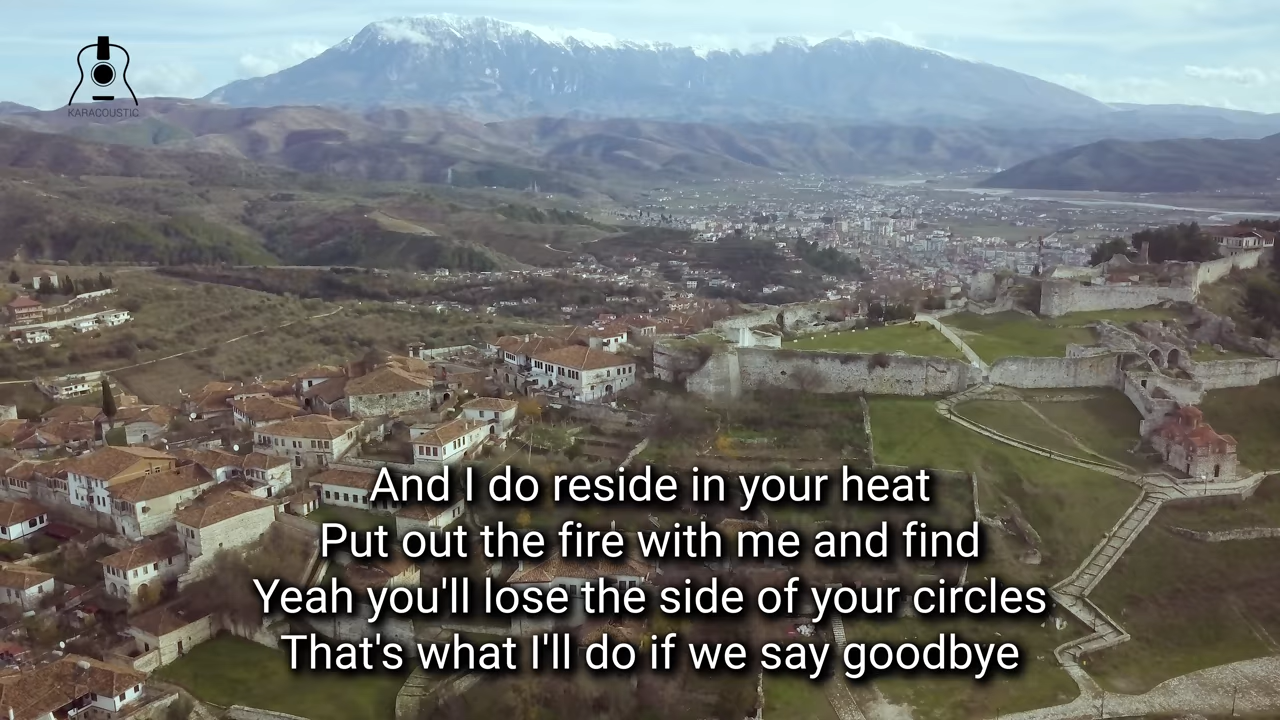 KARACOUSTIC
And I do reside in your heat
Put out the fire with me and find
Yeah you'll lose the side of your circles
That's what I'll do if we say goodbye